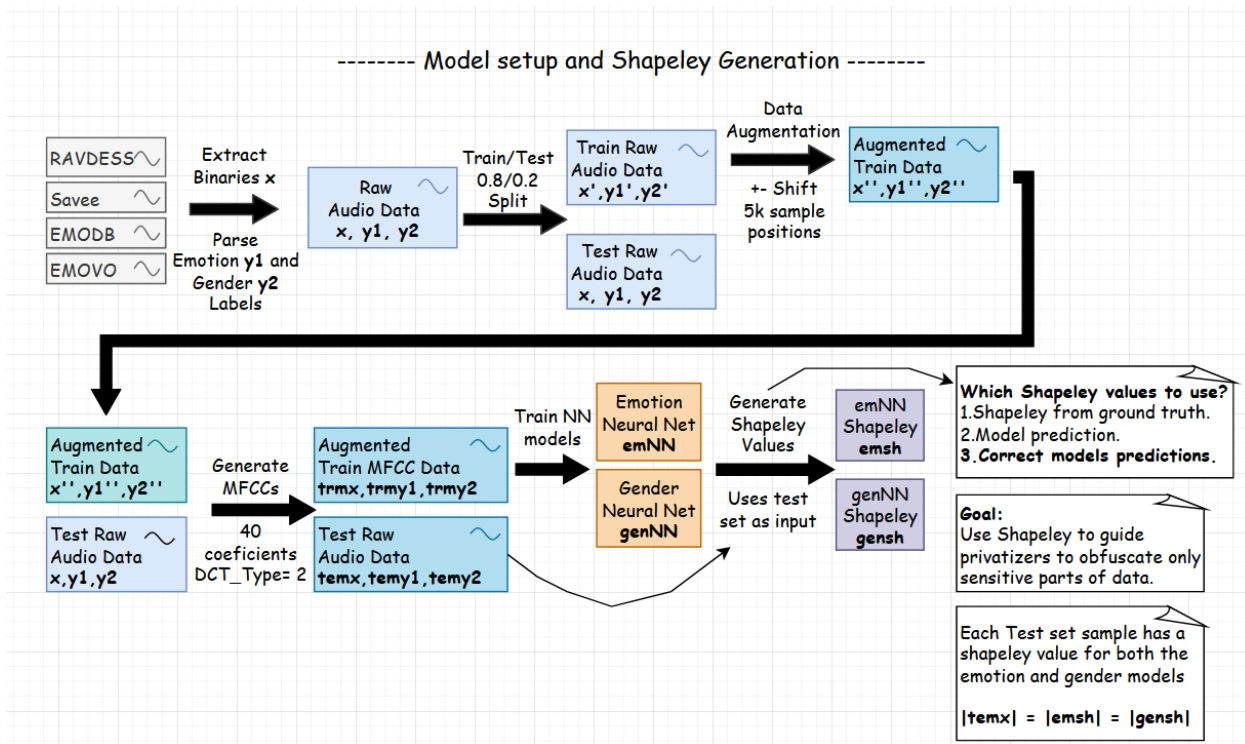 -------- Model setup and Shapeley Generation --------
RAVDESS
Savee
EMODB
EMOVO
Extract
Binaries x
Parse
Emotion y1 and
Gender y2
Labels
Raw
Audio Data
x, y1, y2
Train/Test
0.8/0.2
Split
Train Raw
Audio Data
x',y1',y2'
Test Raw
Audio Data
x, y1, y2
Data
Augmentation
+- Shift
5k sample
positions
Augmented
Train Data
x'',y1'',y2''
Augmented
Train Data
x'',y1'',y2''
Test Raw
Audio Data
x,y1,y2
Generate
MFCCs
40
coeficients
DCT_Type= 2
Augmented
Train MFCC Data
trmx,trmy1,trmy2
Test Raw
Audio Data
temx,temy1,temy2
Train NN
models
Emotion
Neural Net
emNN
Gender
Neural Net
genNN
Generate
Shapeley
Values
Uses test
set as input
emNN
Shapeley
emsh
genNN
Shapeley
gensh
Which Shapeley values to use?
1.Shapeley from ground truth.
2.Model prediction.
3.Correct models predictions.
Goal:
Use Shapeley to guide
privatizers to obfuscate only
sensitive parts of data.
Each Test set sample has a
shapeley value for both the
emotion and gender models
|temx| = |emsh| = |gensh|